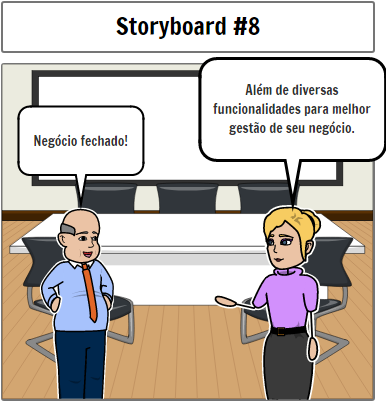 Storyboard #8
Negócio fechado!
Além de diversas
funcionalidades para melhor
gestão de seu negócio.